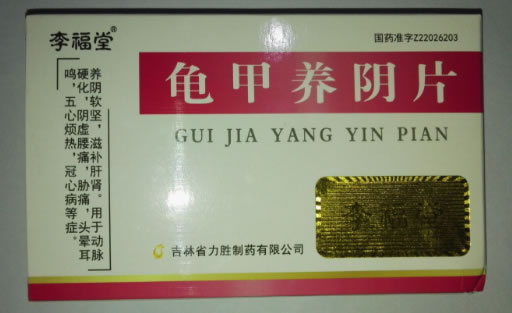 李福堂®
国药准字Z22026203
龟甲养阴片
GUI JIA YANG YIN PIAN
养阴软坚，滋补肝肾。用于动脉
硬化，阴虚腰痛，胁痛，头晕耳
鸣，五心烦热，冠心病等症。
李福堂
吉林省力胜制药有限公司